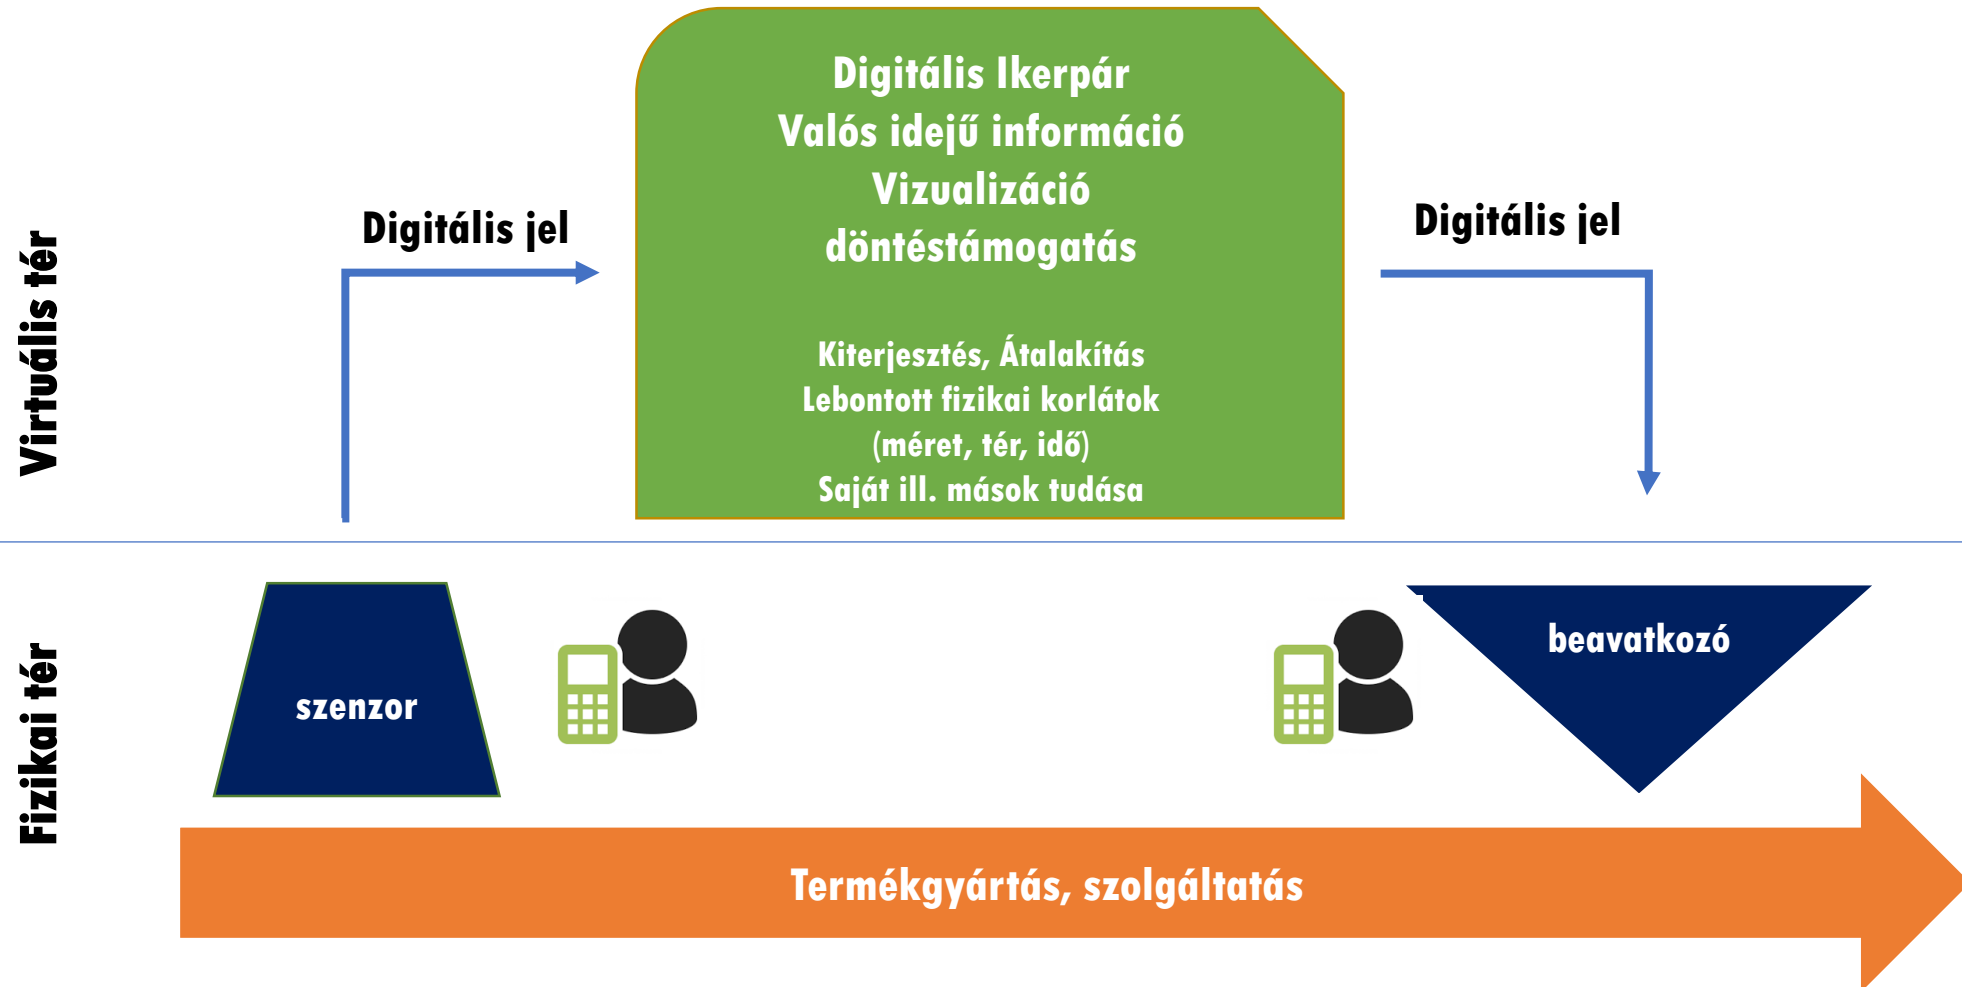 Digitális Ikerpár
Valós idejű információ
Vizualizáció
döntéstámogatás
Kiterjesztés, Átalakítás
Lebontott fizikai korlátok
(méret, tér, idő)
Saját ill. mások tudása
Digitális jel
Digitális jel
Virtuális tér
Fizikai tér
szenzor
beavatkozó
Termékgyártás, szolgáltatás